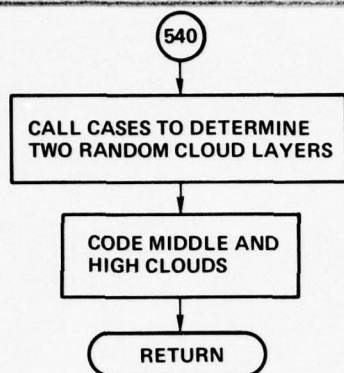 540
CALL CASES TO DETERMINE
TWO RANDOM CLOUD LAYERS
CODE MIDDLE AND
HIGH CLOUDS
RETURN